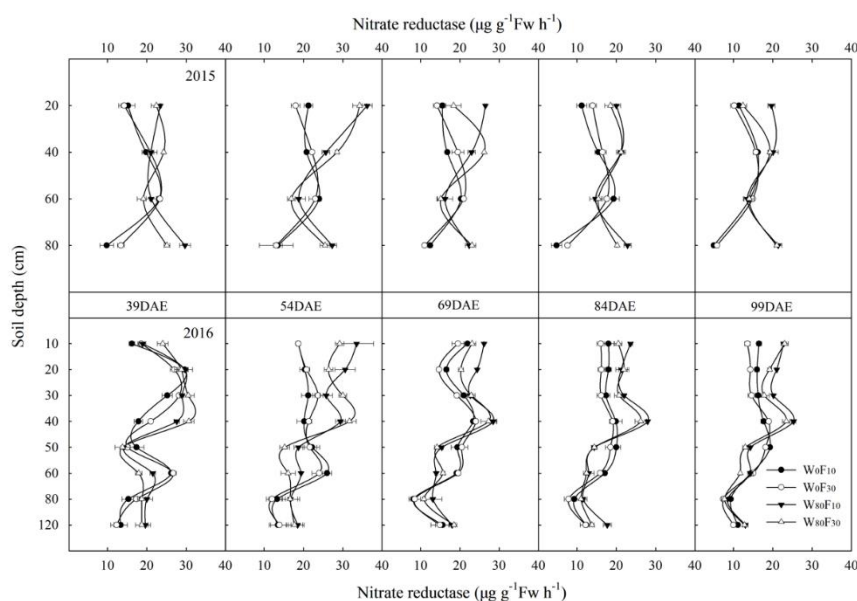 Nitrate reductase (μg g⁻¹Fw h⁻¹)
0 10 20 30 40 10 20 30 40 10 20 30 40 10 20 30 40 10 20 30 40
2015
20
40
60
80
Soil depth (cm)
39DAE 54DAE 69DAE 84DAE 99DAE
2016
10
20
30
40
50
60
80
120
W0F10
W0F30
W80F10
W80F30
0 10 20 30 40 10 20 30 40 10 20 30 40 10 20 30 40 10 20 30 40
Nitrate reductase (μg g⁻¹Fw h⁻¹)